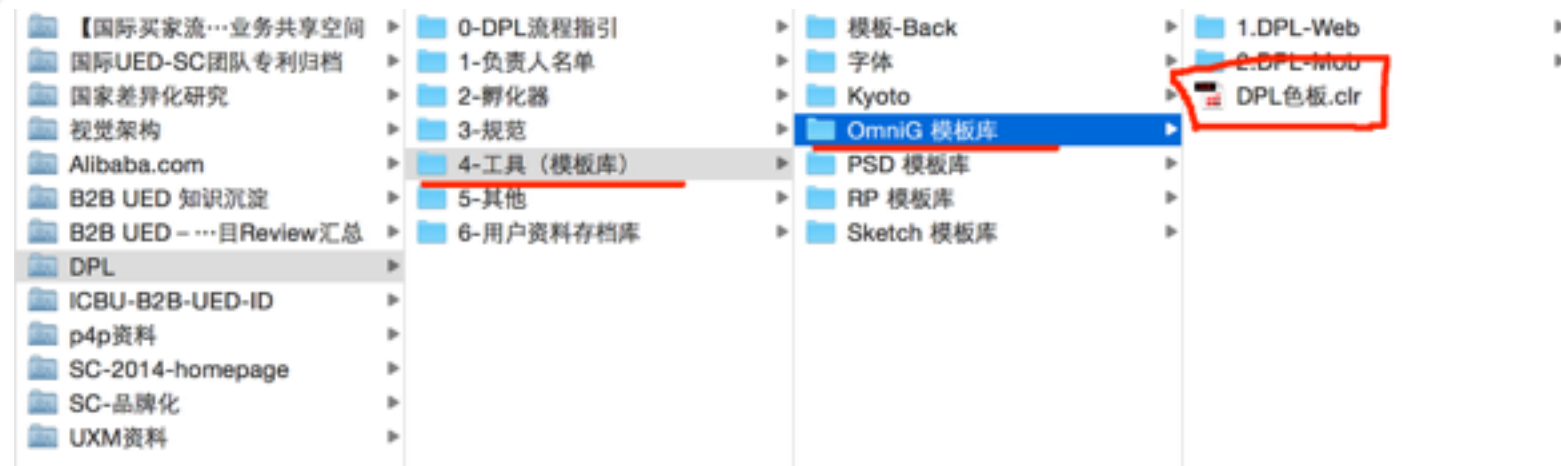 【国际买家流…业务共享空间
国际UED-SC团队专利归档
国家差异化研究
视觉架构
Alibaba.com
B2B UED 知识沉淀
B2B UED – …目Review汇总
DPL
ICBU-B2B-UED-ID
p4p资料
SC-2014-homepage
SC-品牌化
UXM资料
0-DPL流程指引
1-负责人名单
2-孵化器
3-规范
4-工具（模板库）
5-其他
6-用户资料存档库
模板-Back
字体
Kyoto
OmniG 模板库
PSD 模板库
RP 模板库
Sketch 模板库
1.DPL-Web
2.DPL-Mob
DPL色板.clr